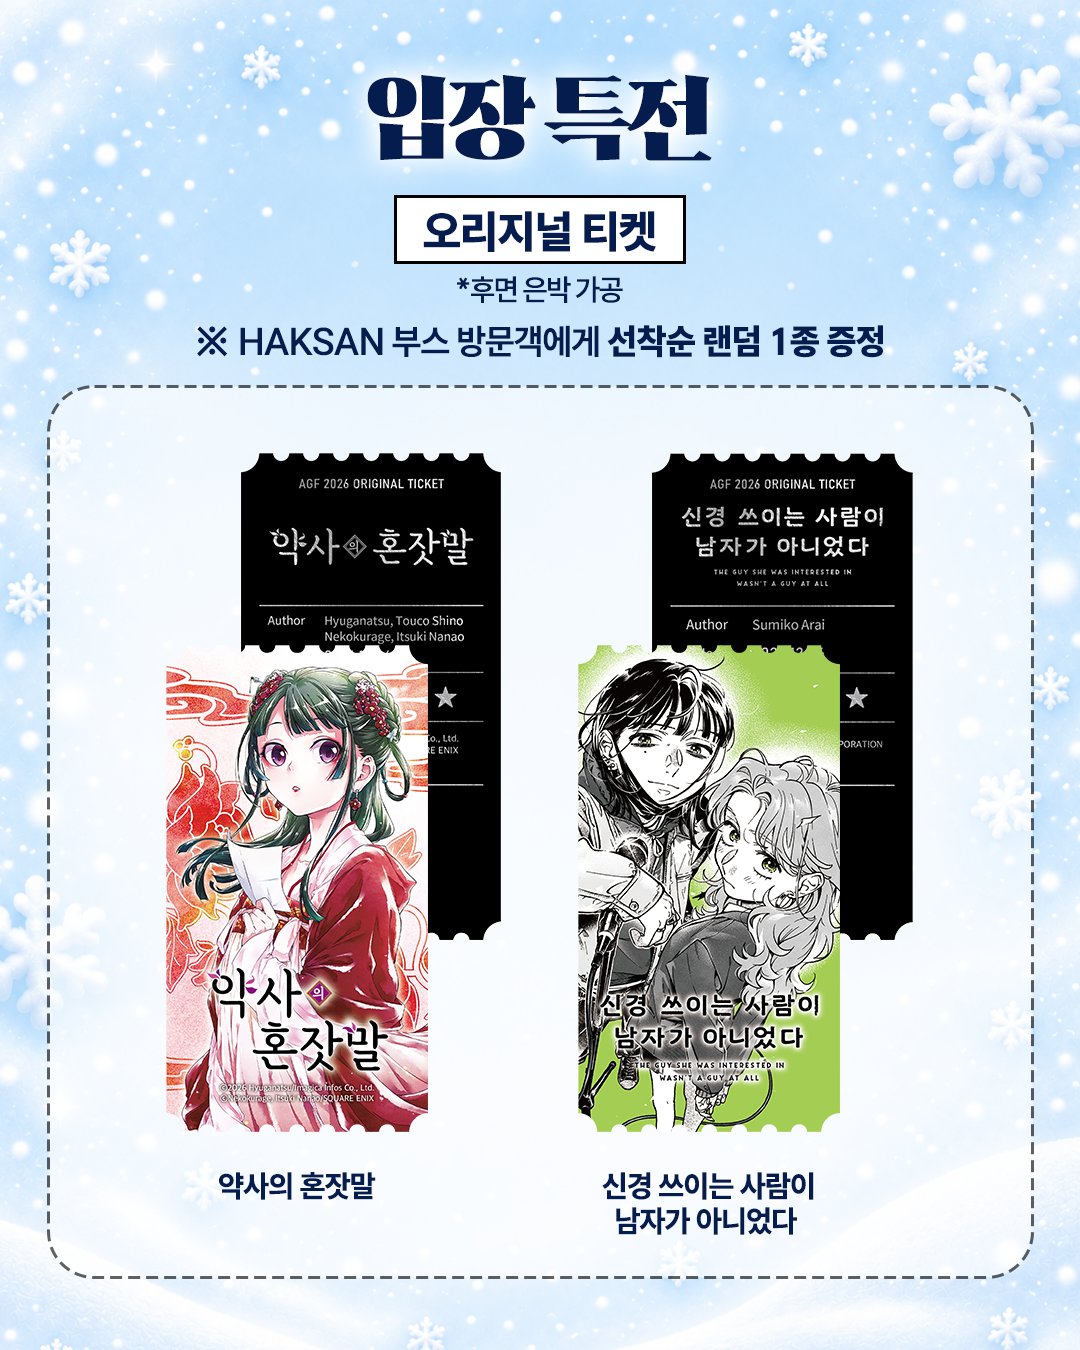 입장 특전
오리지널 티켓
*후면 은박 가공
※ HAKSAN 부스 방문객에게 선착순 랜덤 1종 증정
AGF 2026 ORIGINAL TICKET
약사의 혼잣말
Author Hyuganatsu, Touco Shino
Nekokurage, Itsuki Nanao
Co., Ltd.
RE ENIX
약사의
혼잣말
©2026 Hyuganatsu/Imagica Infos Co., Ltd.
©Nekokurage, Itsuki Nanao/SQUARE ENIX
약사의 혼잣말
AGF 2026 ORIGINAL TICKET
신경 쓰이는 사람이
남자가 아니었다
THE GUY SHE WAS INTERESTED IN
WASN'T A GUY AT ALL
Author Sumiko Arai
PORATION
신경 쓰이는 사람이
남자가 아니었다
THE GUY SHE WAS INTERESTED IN
WASN'T A GUY AT ALL
신경 쓰이는 사람이
남자가 아니었다